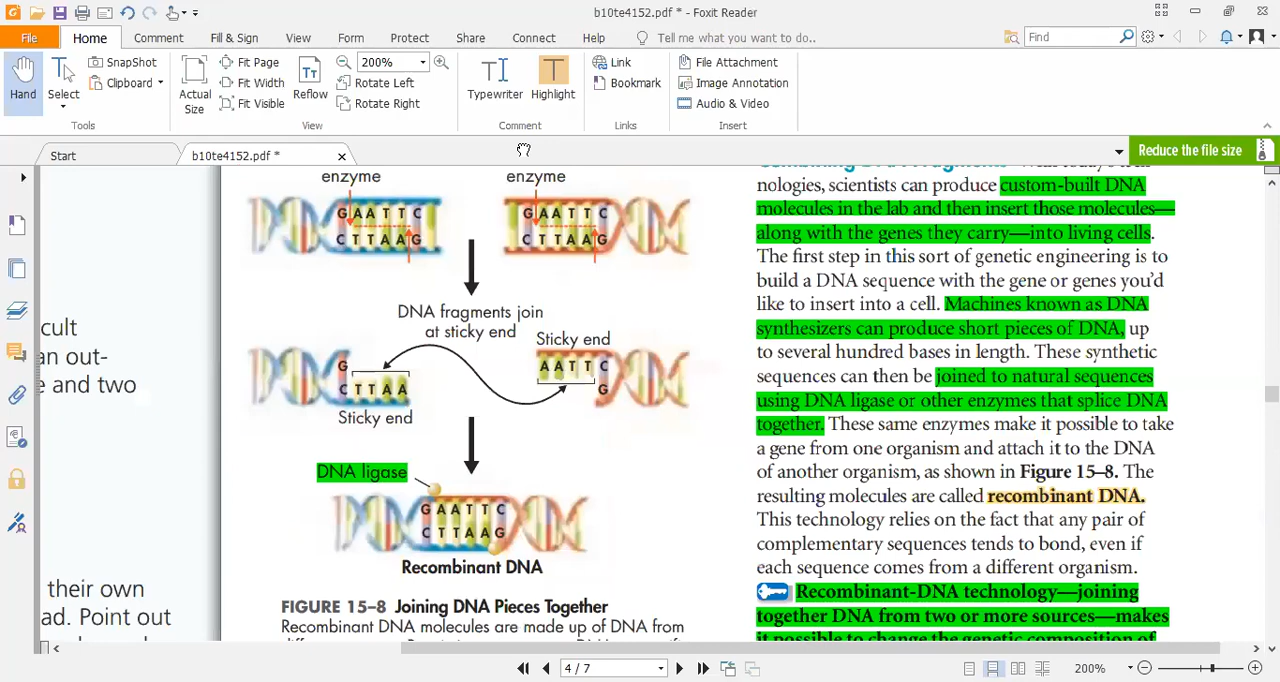 b10te4152.pdf * - Foxit Reader
File Home Comment Fill & Sign View Form Protect Share Connect Help Tell me what you want to do.. Find
Hand
Select
SnapShot
Clipboard
Actual
Size
Fit Page
Fit Width
Fit Visible
Reflow
200%
Rotate Left
Rotate Right
Typewriter
Highlight
Link
Bookmark
File Attachment
Image Annotation
Audio & Video
Tools View Comment Links Insert
Start
b10te4152.pdf *
Reduce the file size
cult
an out-
e and two
their own
ad. Point out
enzyme enzyme
G A A T T C G A A T T C
C T T A A G C T T A A G
DNA fragments join
at sticky end
Sticky end
G A A T T C
C T T A A G
Sticky end
DNA ligase
G A A T T C
C T T A A G
Recombinant DNA
FIGURE 15–8 Joining DNA Pieces Together
Recombinant DNA molecules are made up of DNA from
nologies, scientists can produce custom-built DNA
molecules in the lab and then insert those molecules—
along with the genes they carry—into living cells.
The first step in this sort of genetic engineering is to
build a DNA sequence with the gene or genes you’d
like to insert into a cell. Machines known as DNA
synthesizers can produce short pieces of DNA, up
to several hundred bases in length. These synthetic
sequences can then be joined to natural sequences
using DNA ligase or other enzymes that splice DNA
together. These same enzymes make it possible to take
a gene from one organism and attach it to the DNA
of another organism, as shown in Figure 15–8. The
resulting molecules are called recombinant DNA.
This technology relies on the fact that any pair of
complementary sequences tends to bond, even if
each sequence comes from a different organism.
Recombinant-DNA technology—joining
together DNA from two or more sources—makes
it possible to change the genetic composition of
4 / 7
200%